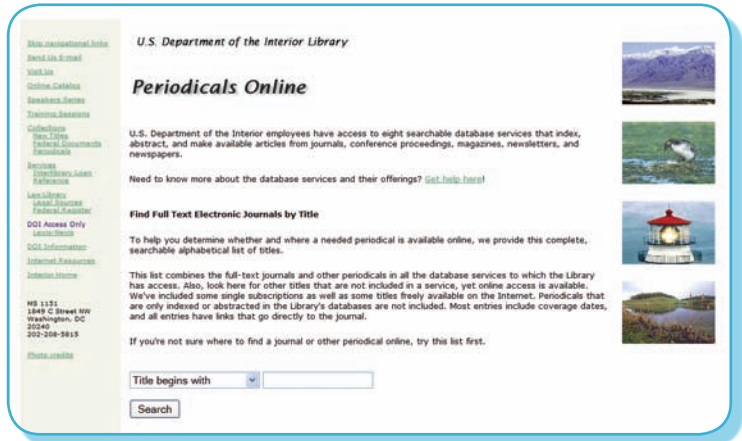 Skip navigational links
Send Us E-mail
Visit Us
Online Catalog
Speakers Series
Training Sessions
Collections
New Titles
Federal Documents
Periodicals
Services
Interlibrary Loan
Reference
Law Library
Legal Sources
Federal Register
DOI Access Only
Lexis-Nexis
DOI Information
Internet Resources
Interior Home
MS 1151
1849 C Street NW
Washington, DC
20240
202-208-5815
Photo credits
U.S. Department of the Interior Library
Periodicals Online
U.S. Department of the Interior employees have access to eight searchable database services that index,
abstract, and make available articles from journals, conference proceedings, magazines, newsletters, and
newspapers.
Need to know more about the database services and their offerings? Get help here!
Find Full Text Electronic Journals by Title
To help you determine whether and where a needed periodical is available online, we provide this complete,
searchable alphabetical list of titles.
This list combines the full-text journals and other periodicals in all the database services to which the Library
has access. Also, look here for other titles that are not included in a service, yet online access is available.
We've included some single subscriptions as well as some titles freely available on the Internet. Periodicals that
are only indexed or abstracted in the Library's databases are not included. Most entries include coverage dates,
and all entries have links that go directly to the journal.
If you're not sure where to find a journal or other periodical online, try this list first.
Title begins with
Search